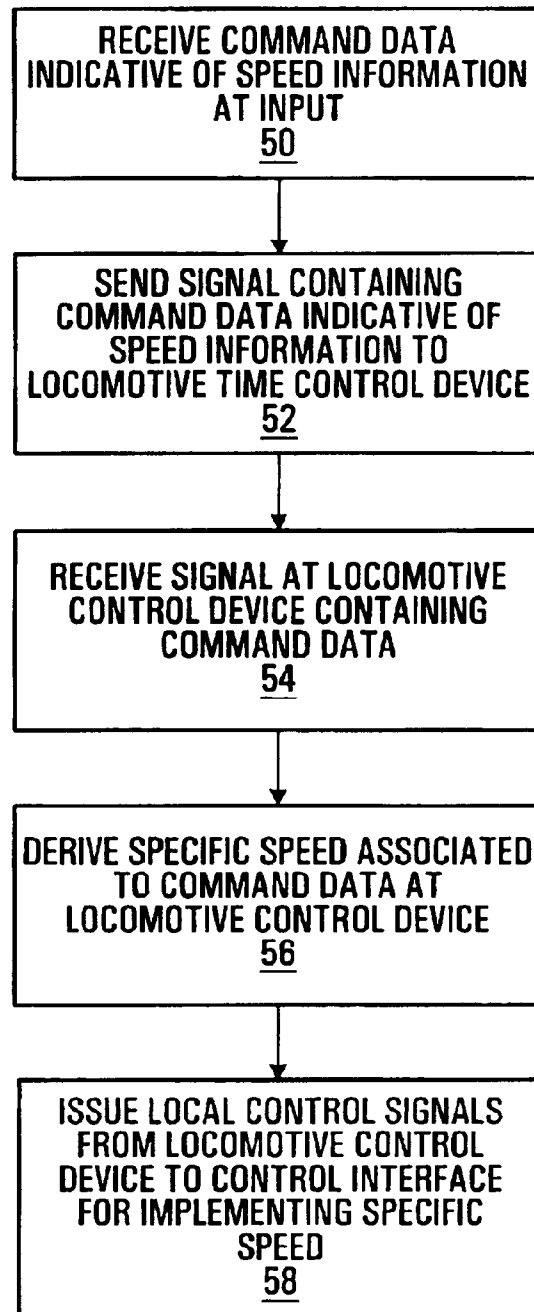 RECEIVE COMMAND DATA
INDICATIVE OF SPEED INFORMATION
AT INPUT
50
SEND SIGNAL CONTAINING
COMMAND DATA INDICATIVE OF
SPEED INFORMATION TO
LOCOMOTIVE TIME CONTROL DEVICE
52
RECEIVE SIGNAL AT LOCOMOTIVE
CONTROL DEVICE CONTAINING
COMMAND DATA
54
DERIVE SPECIFIC SPEED ASSOCIATED
TO COMMAND DATA AT
LOCOMOTIVE CONTROL DEVICE
56
ISSUE LOCAL CONTROL SIGNALS
FROM LOCOMOTIVE CONTROL
DEVICE TO CONTROL INTERFACE
FOR IMPLEMENTING SPECIFIC
SPEED
58